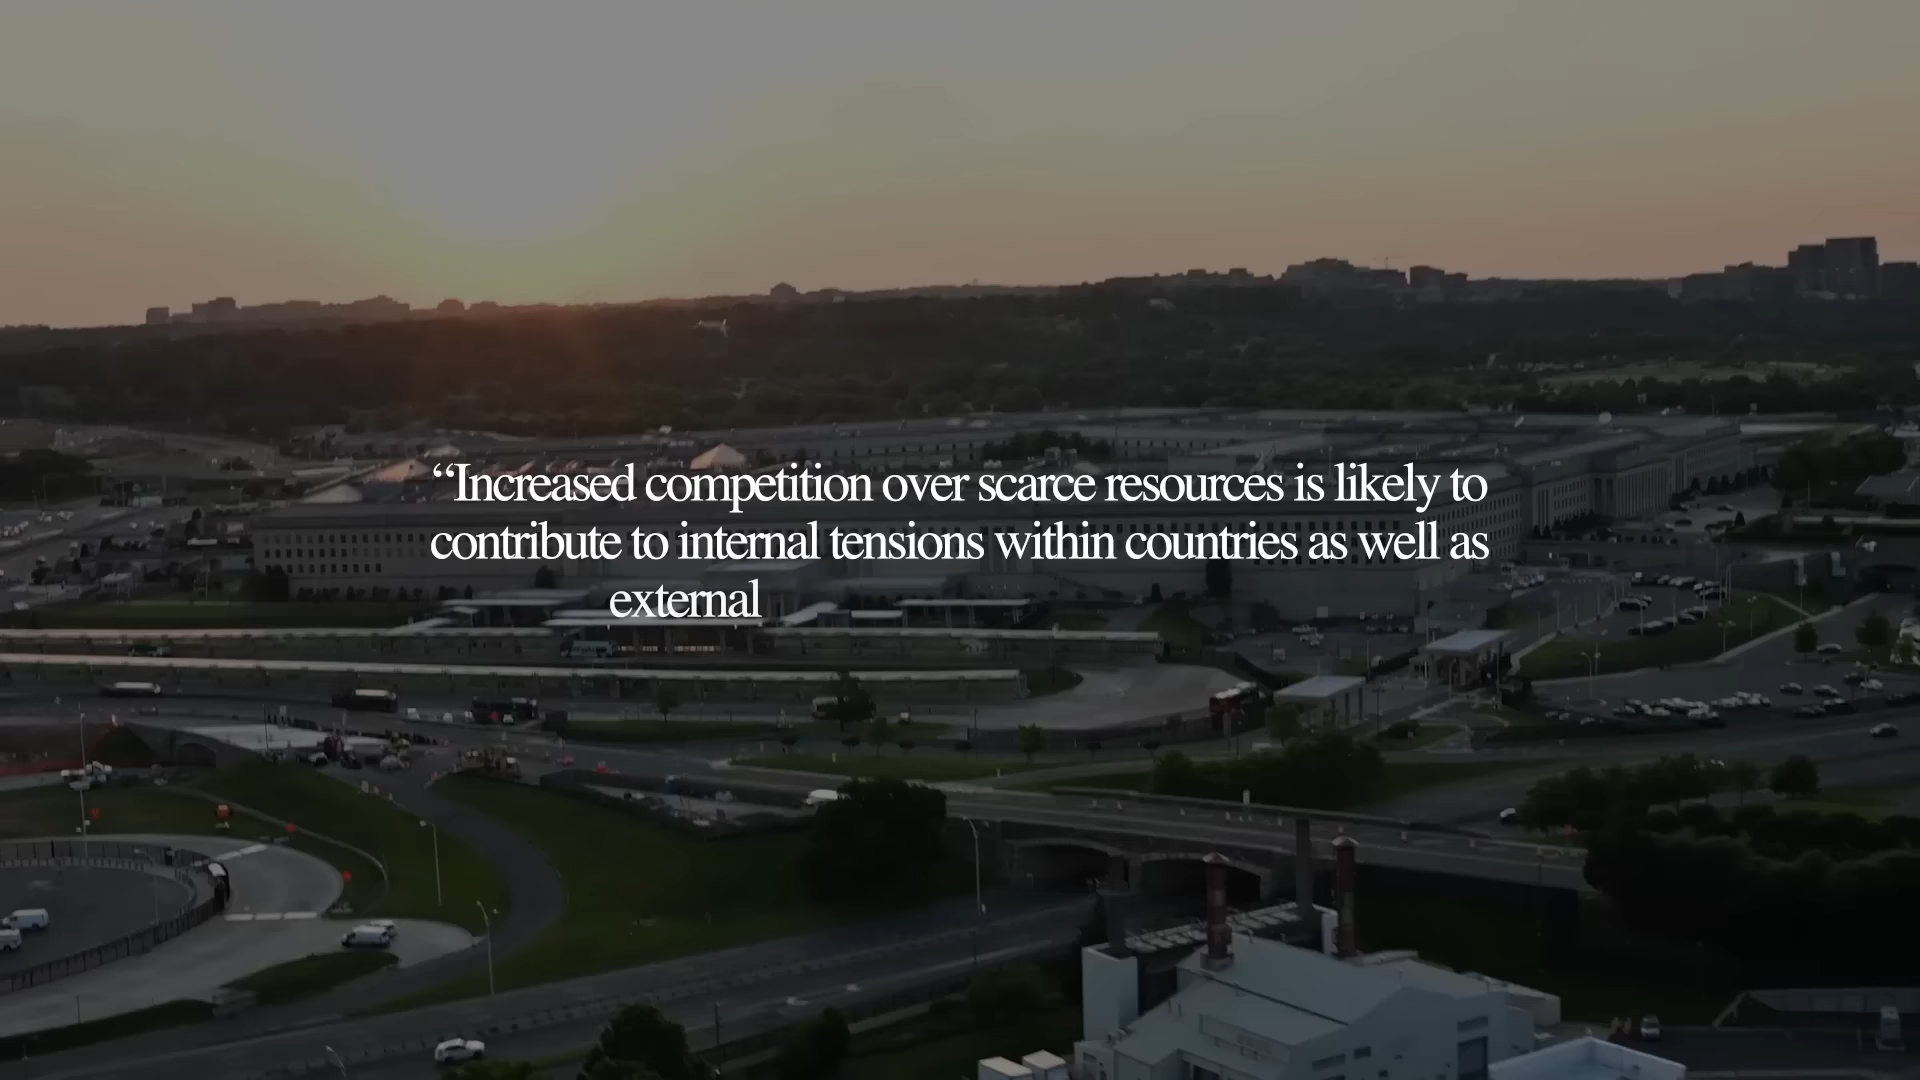 “Increased competition over scarce resources is likely to
contribute to internal tensions within countries as well as
external